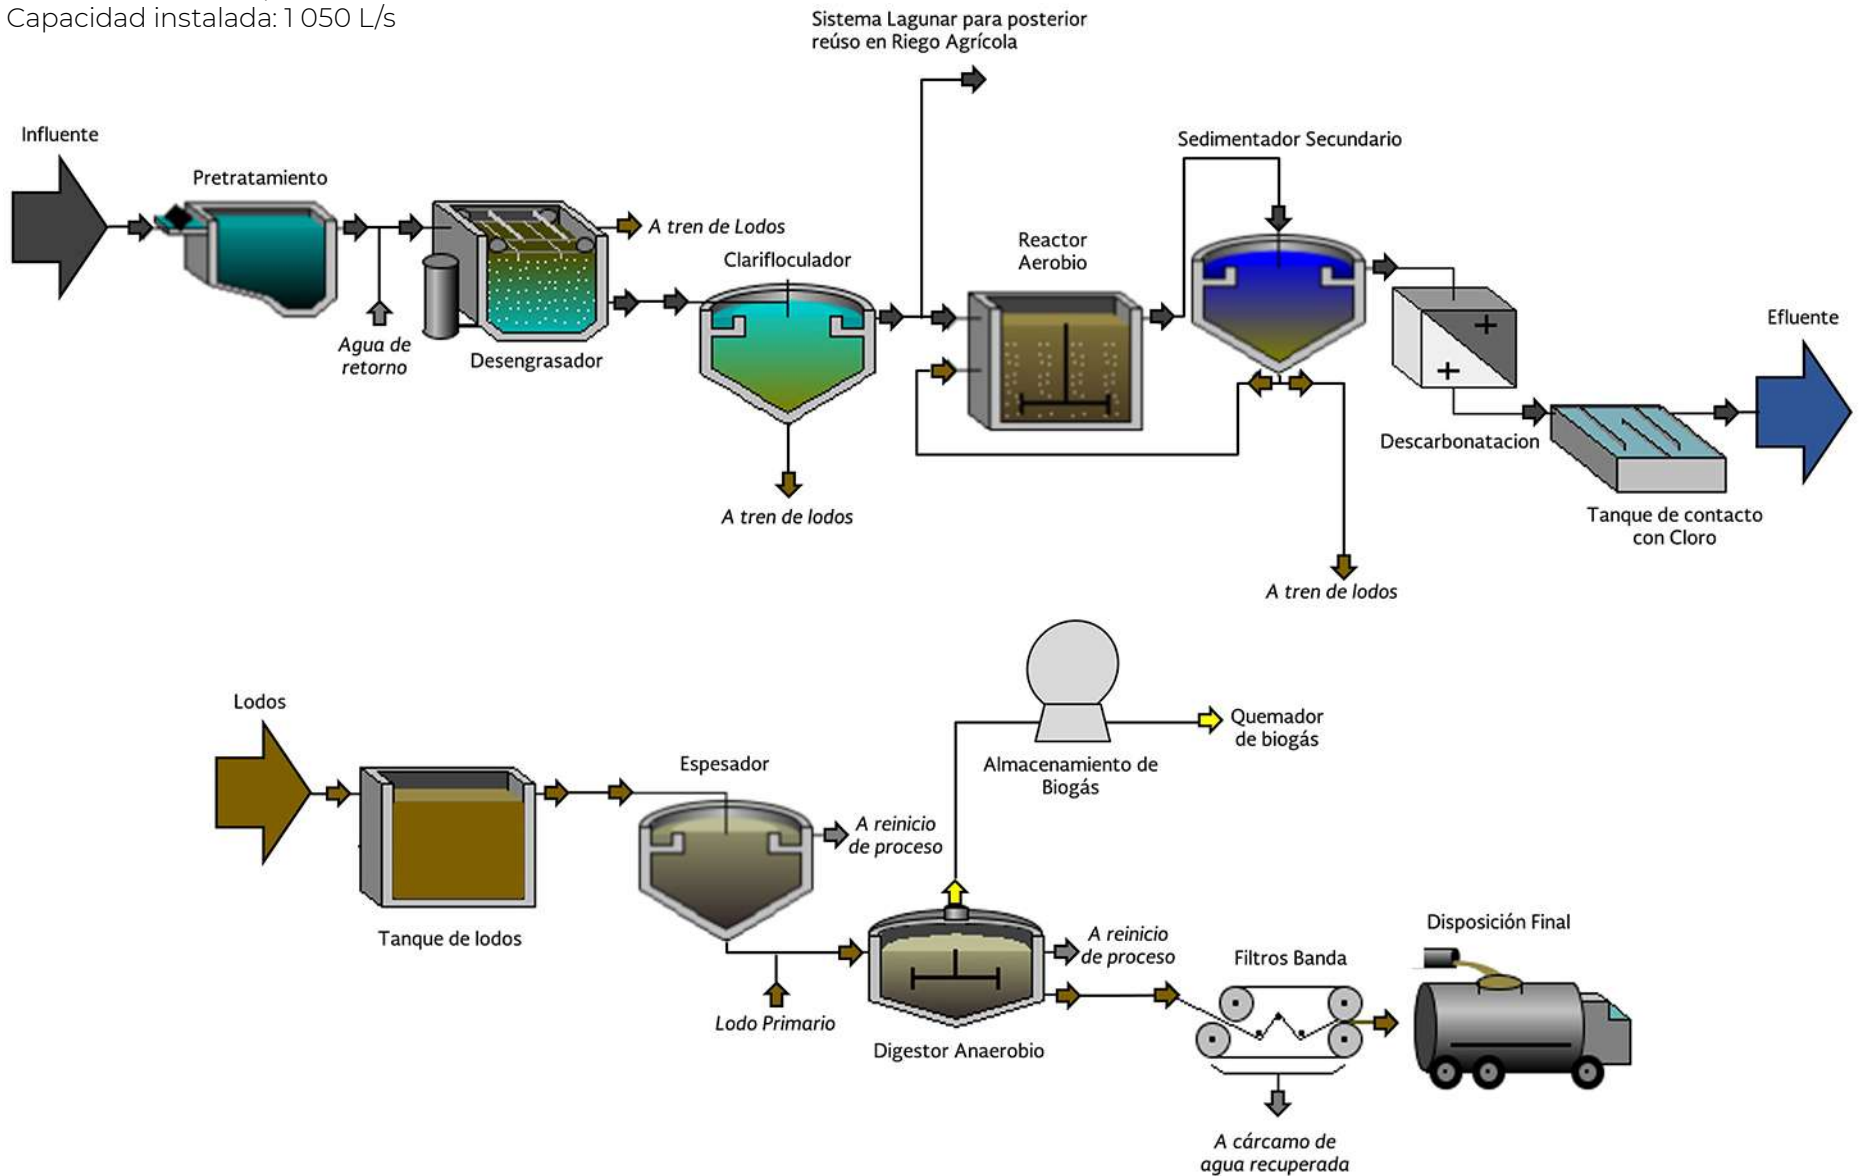 Capacidad instalada: 1 050 L/s
Sistema Lagunar para posterior
reúso en Riego Agrícola
Influente
Pretratamiento
Sedimentador Secundario
A tren de Lodos
Clarifloculador
Reactor
Aerobio
Agua de
retorno
Desengrasador
Efluente
Descarbonatacion
A tren de lodos
Tanque de contacto
con Cloro
A tren de lodos
Lodos
Quemador
de biogás
Espesador
Almacenamiento de
Biogás
A reinicio
de proceso
Tanque de lodos
A reinicio
de proceso
Disposición Final
Filtros Banda
Lodo Primario
Digestor Anaerobio
A cárcamo de
agua recuperada